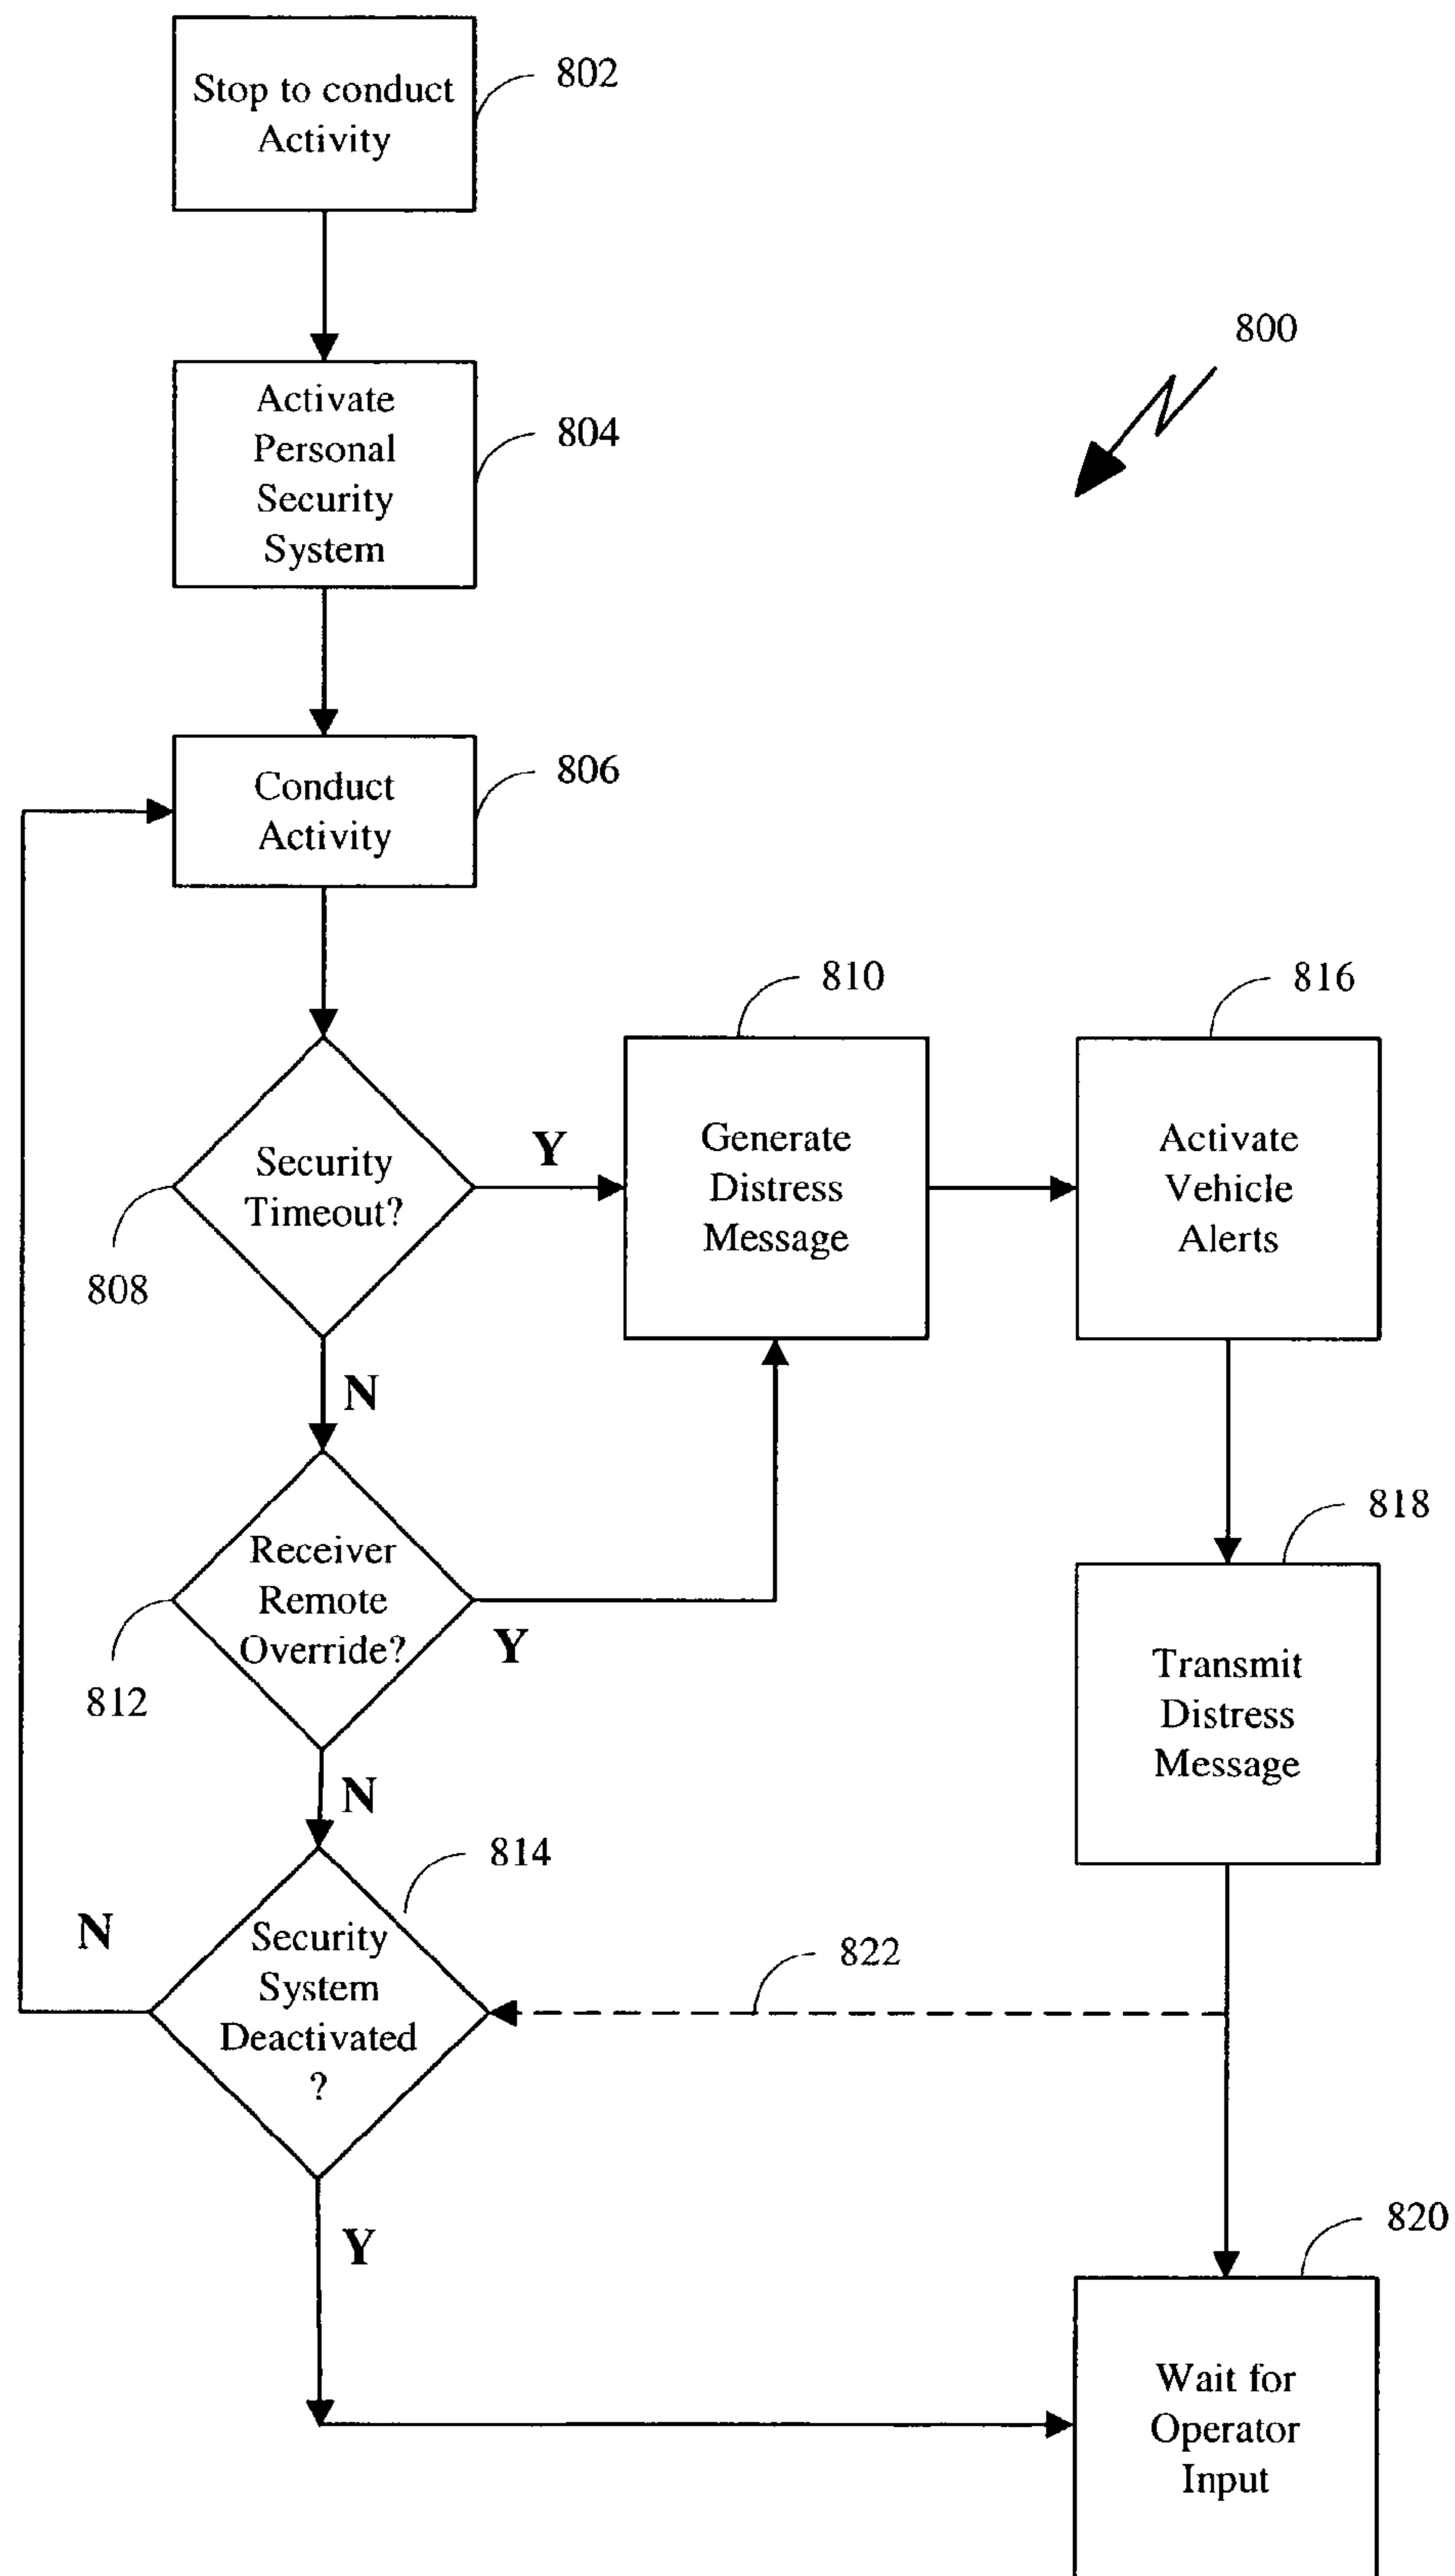 Stop to conduct
Activity
802
800
Activate
Personal
Security
System
804
Conduct
Activity
806
810
816
Security
Timeout?
Y
808
Generate
Distress
Message
Activate
Vehicle
Alerts
N
818
Receiver
Remote
Override?
Y
812
Transmit
Distress
Message
N
814
N
Security
System
Deactivated
?
822
Y
820
Wait for
Operator
Input